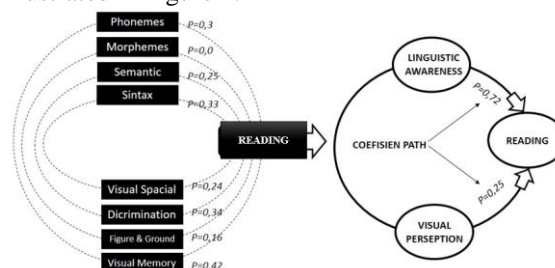 Phonemes
P=0,3
Morphemes
P=0,0
Semantic
P=0,25
Sintax
P=0,33
READING
Visual Spacial
P=0,24
Dicrimination
P=0,34
Figure & Ground
P=0,16
Visual Memory
P=0,42
LINGUISTIC
AWARENESS
P=0,72
COEFISIEN PATH
READING
P=0,25
VISUAL
PERSEPTION